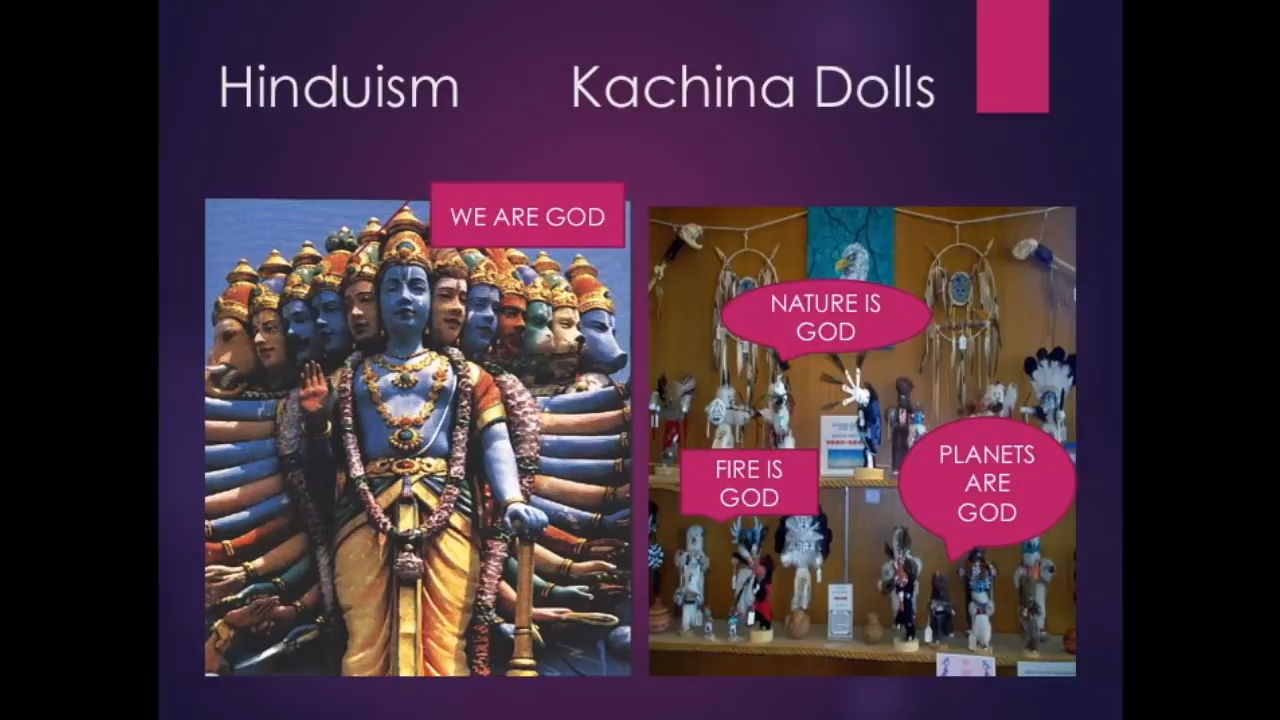 Hinduism
Kachina Dolls
WE ARE GOD
NATURE IS
GOD
FIRE IS
GOD
PLANETS
ARE
GOD